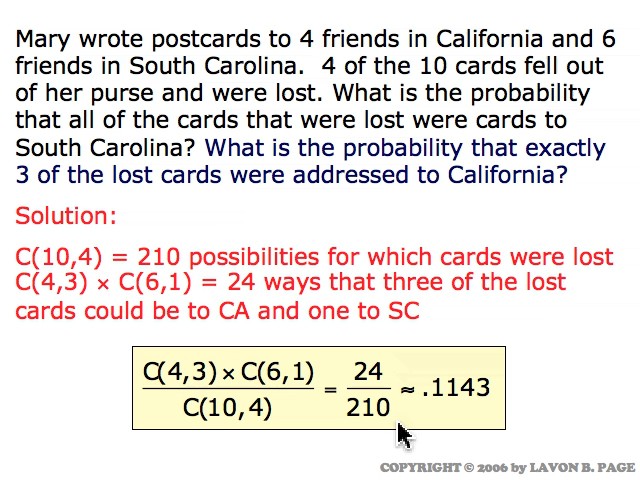 Mary wrote postcards to 4 friends in California and 6
friends in South Carolina.  4 of the 10 cards fell out
of her purse and were lost. What is the probability
that all of the cards that were lost were cards to
South Carolina? What is the probability that exactly
3 of the lost cards were addressed to California?
Solution:
C(10,4) = 210 possibilities for which cards were lost
C(4,3) × C(6,1) = 24 ways that three of the lost
cards could be to CA and one to SC
C(4,3) × C(6,1) / C(10,4) = 24 / 210 ≈ .1143
COPYRIGHT © 2006 by LAVON B. PAGE